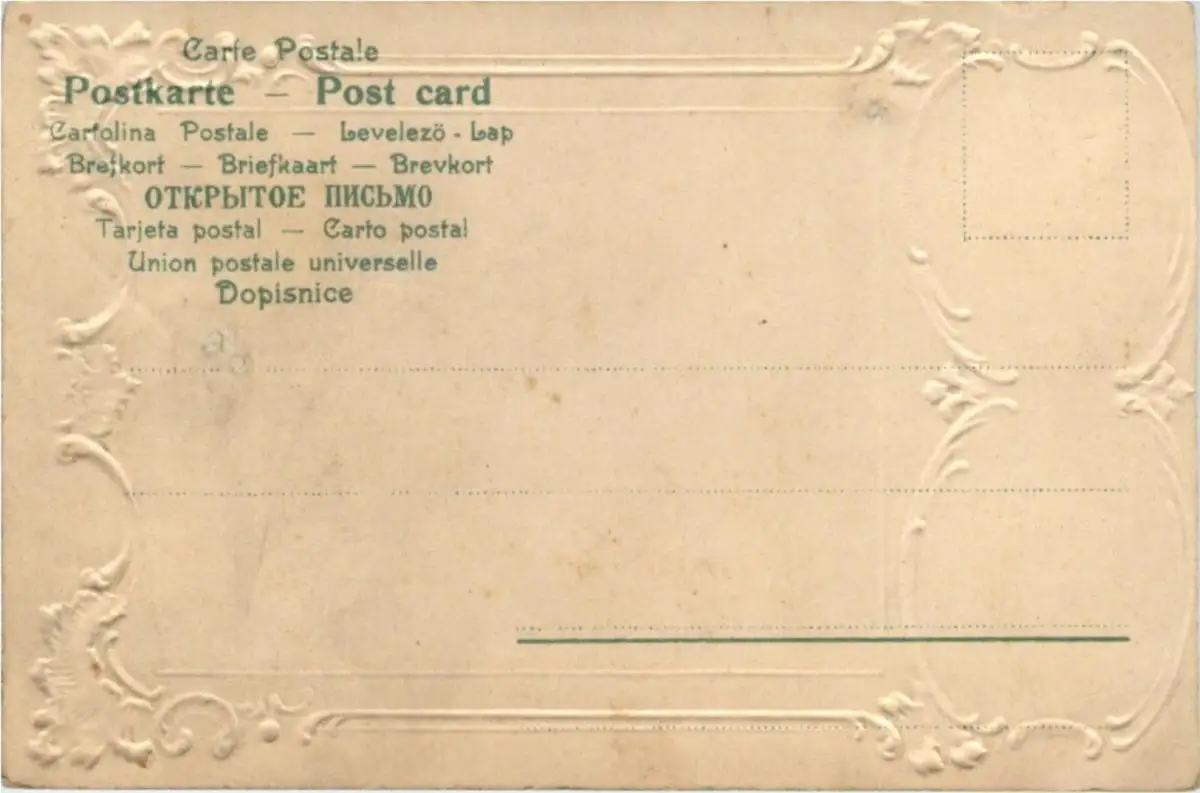 Carte Postale
Postkarte — Post card
Cartolina Postale — Levelezö - Lap
Brefkort — Briefkaart — Brevkort
ОТКРЫТОЕ ПИСЬМО
Tarjeta postal — Carto postal
Union postale universelle
Dopisnice